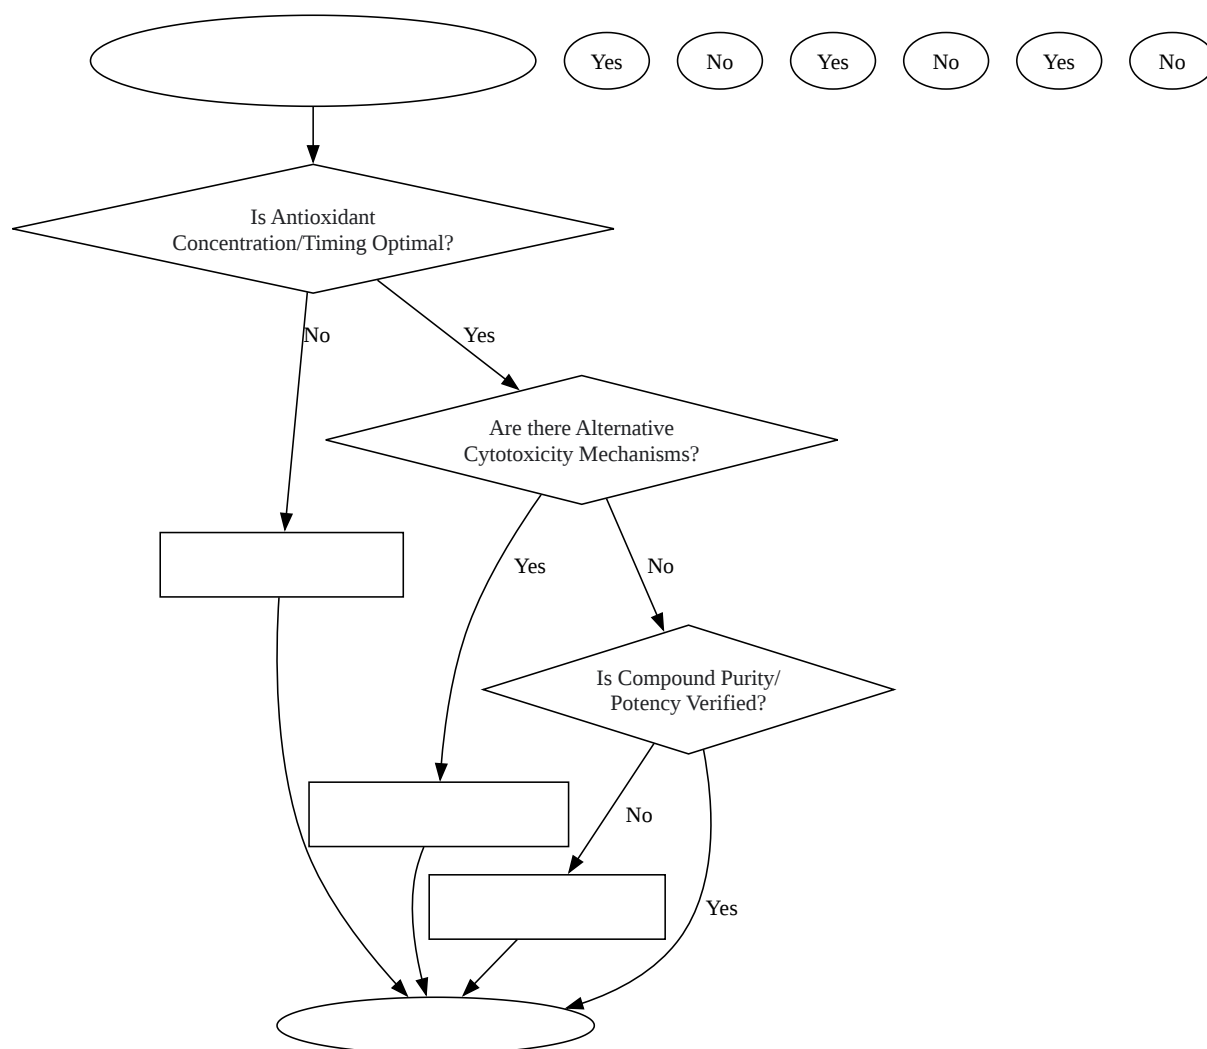 Yes
No
Yes
No
Yes
No
Is Antioxidant
Concentration/Timing Optimal?
No
Yes
Are there Alternative
Cytotoxicity Mechanisms?
Yes
No
Is Compound Purity/
Potency Verified?
No
Yes